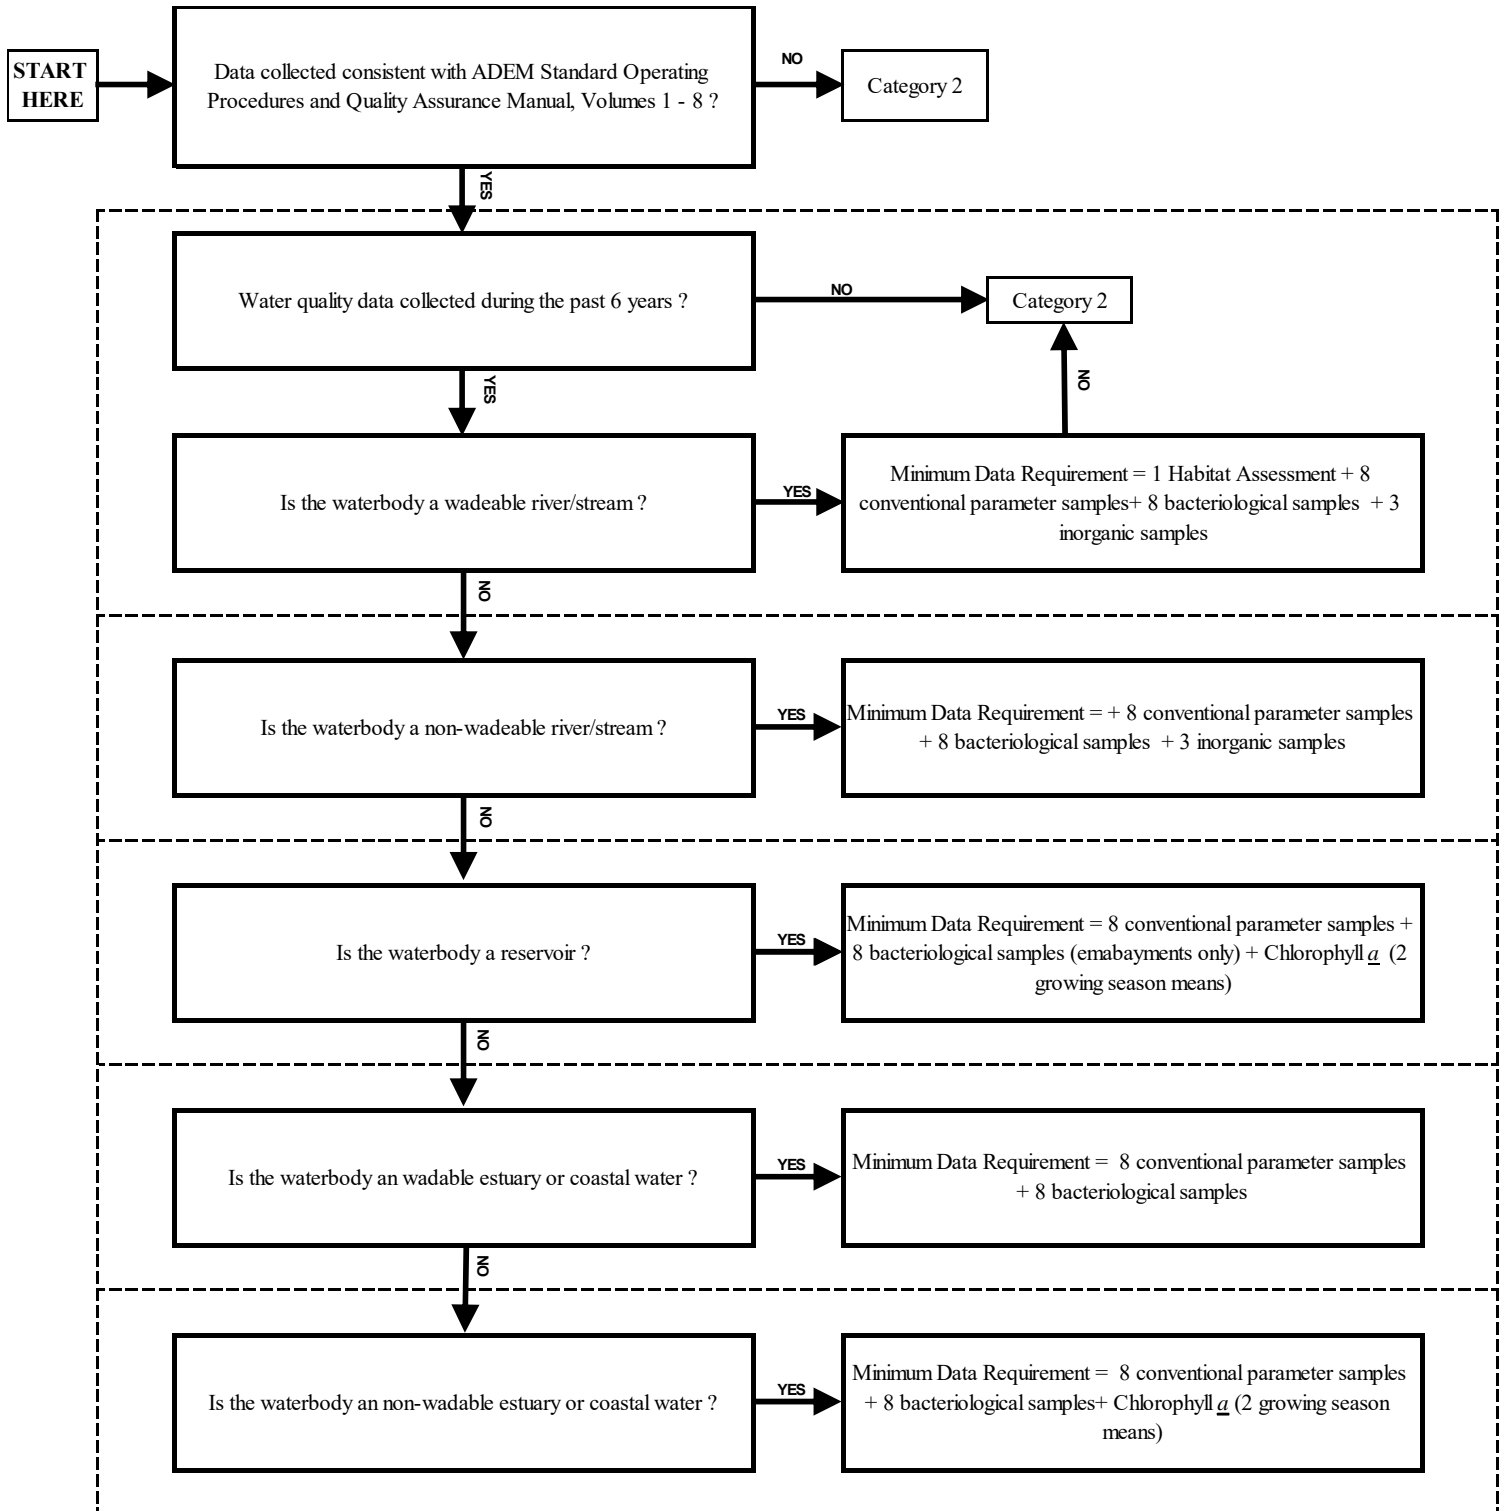 START
HERE
Data collected consistent with ADEM Standard Operating
Procedures and Quality Assurance Manual, Volumes 1 - 8 ?
NO
Category 2
YES
Water quality data collected during the past 6 years ?
NO
Category 2
YES
NO
Is the waterbody a wadeable river/stream ?
YES
Minimum Data Requirement = 1 Habitat Assessment + 8
conventional parameter samples+ 8 bacteriological samples + 3
inorganic samples
NO
Is the waterbody a non-wadeable river/stream ?
YES
Minimum Data Requirement = + 8 conventional parameter samples
+ 8 bacteriological samples + 3 inorganic samples
NO
Is the waterbody a reservoir ?
YES
Minimum Data Requirement = 8 conventional parameter samples +
8 bacteriological samples (emabayments only) + Chlorophyll a (2
growing season means)
NO
Is the waterbody an wadable estuary or coastal water ?
YES
Minimum Data Requirement = 8 conventional parameter samples
+ 8 bacteriological samples
NO
Is the waterbody an non-wadable estuary or coastal water ?
YES
Minimum Data Requirement = 8 conventional parameter samples
+ 8 bacteriological samples+ Chlorophyll a (2 growing season
means)